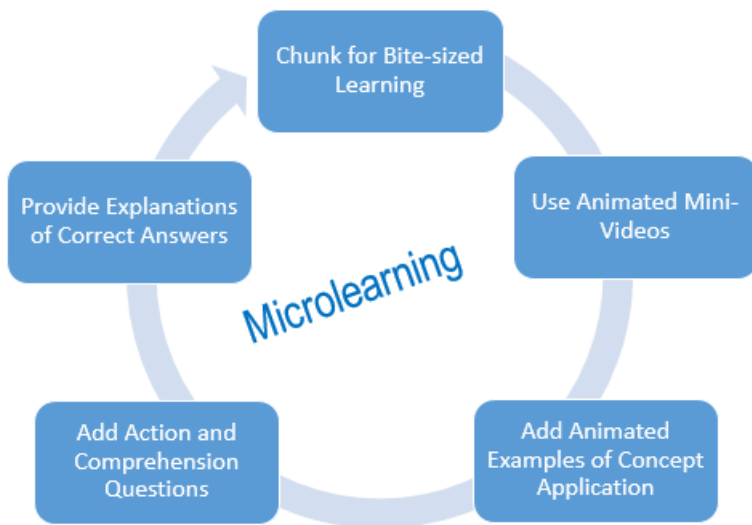 Chunk for Bite-sized
Learning
Use Animated Mini-
Videos
Add Animated
Examples of Concept
Application
Add Action and
Comprehension
Questions
Provide Explanations
of Correct Answers
Microlearning